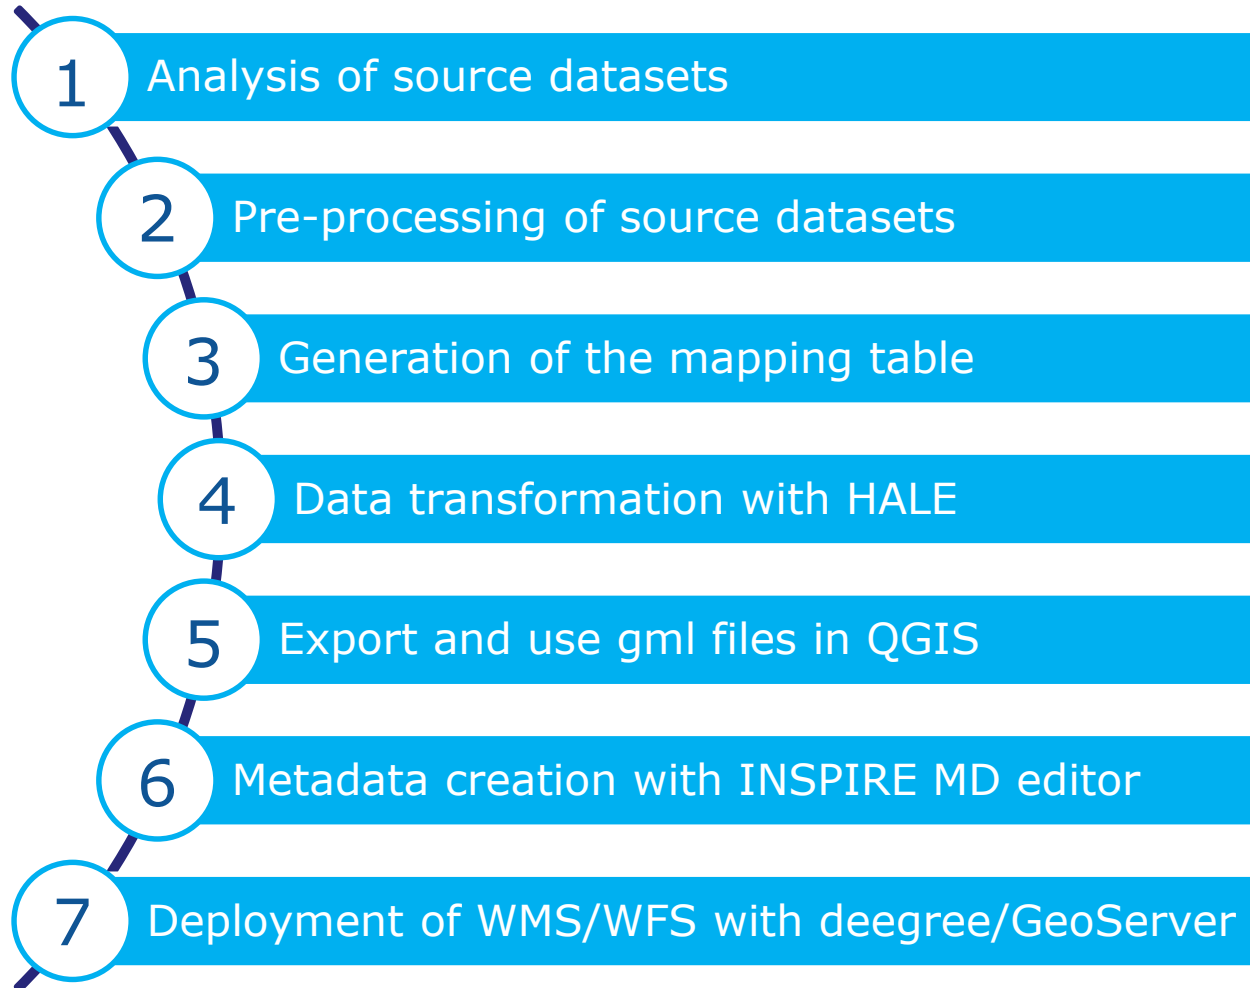 1 Analysis of source datasets
2 Pre-processing of source datasets
3 Generation of the mapping table
4 Data transformation with HALE
5 Export and use gml files in QGIS
6 Metadata creation with INSPIRE MD editor
7 Deployment of WMS/WFS with deegree/GeoServer